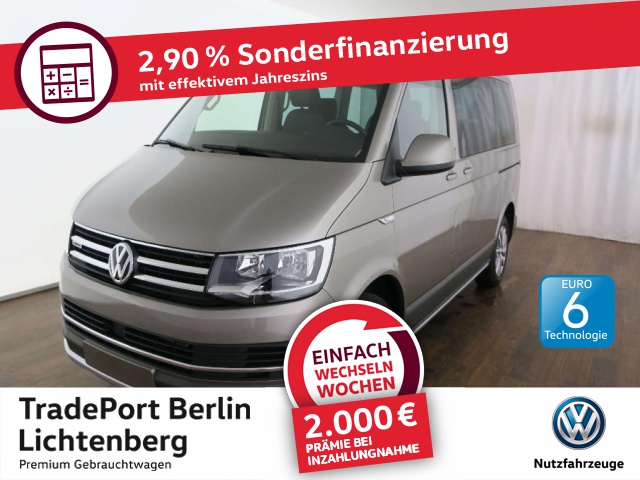 2,90 % Sonderfinanzierung
mit effektivem Jahreszins
EURO
6
Technologie
EINFACH
WECHSELN
WOCHEN
2.000 €
PRÄMIE BEI
INZAHLUNGNAHME
TradePort Berlin
Lichtenberg
Premium Gebrauchtwagen
Nutzfahrzeuge